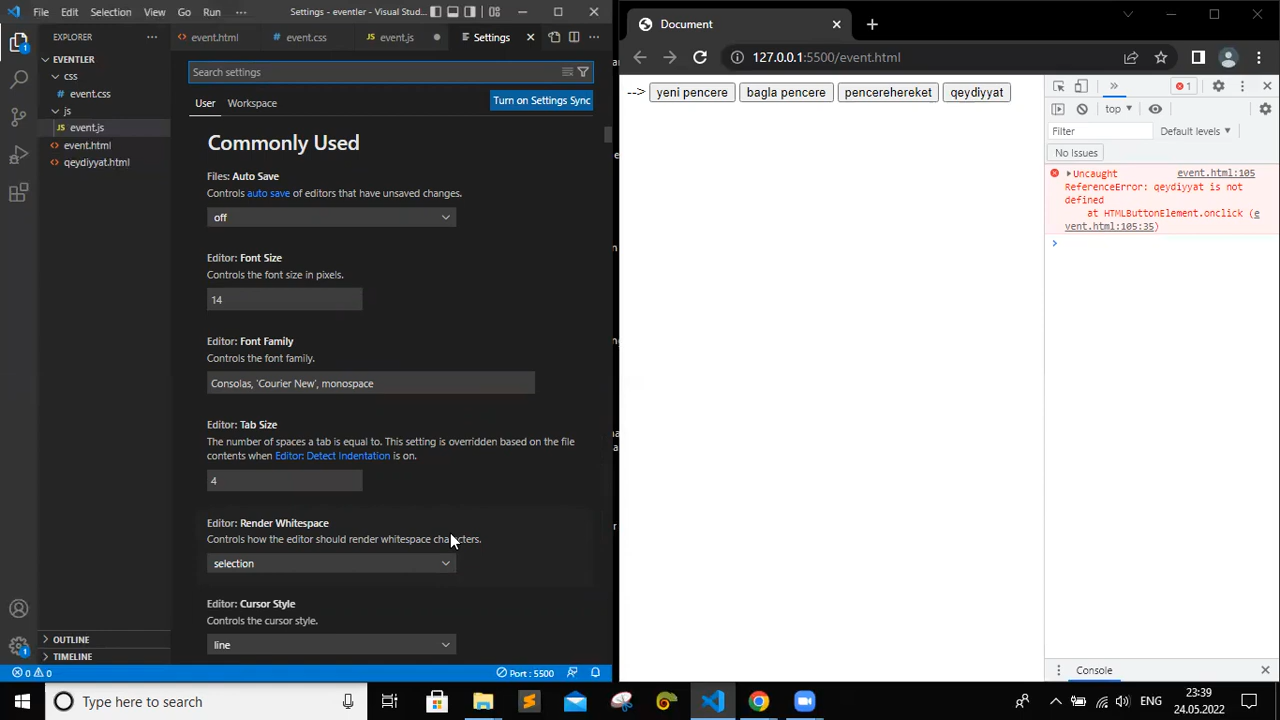 File Edit Selection View Go Run ··· Settings - eventler - Visual Stud...
EXPLORER ···
EVENTLER
css
# event.css
js
JS event.js
<> event.html
<> qeydiyyat.html
OUTLINE
TIMELINE
<> event.html
# event.css
JS event.js
Settings
Search settings
User
Workspace
Turn on Settings Sync
Commonly Used
Files: Auto Save
Controls auto save of editors that have unsaved changes.
off
Editor: Font Size
Controls the font size in pixels.
14
Editor: Font Family
Controls the font family.
Consolas, 'Courier New', monospace
Editor: Tab Size
The number of spaces a tab is equal to. This setting is overridden based on the file
contents when Editor: Detect Indentation is on.
4
Editor: Render Whitespace
Controls how the editor should render whitespace characters.
selection
Editor: Cursor Style
Controls the cursor style.
line
1
1
0 0
Port : 5500
Document
127.0.0.1:5500/event.html
--> yeni pencere bagla pencere pencerehereket qeydiyyat
1
top
Filter
Default levels
No Issues
Uncaught event.html:105
ReferenceError: qeydiyyat is not
defined
at HTMLButtonElement.onclick (e
vent.html:105:35)
Console
Type here to search
ENG
23:39
24.05.2022